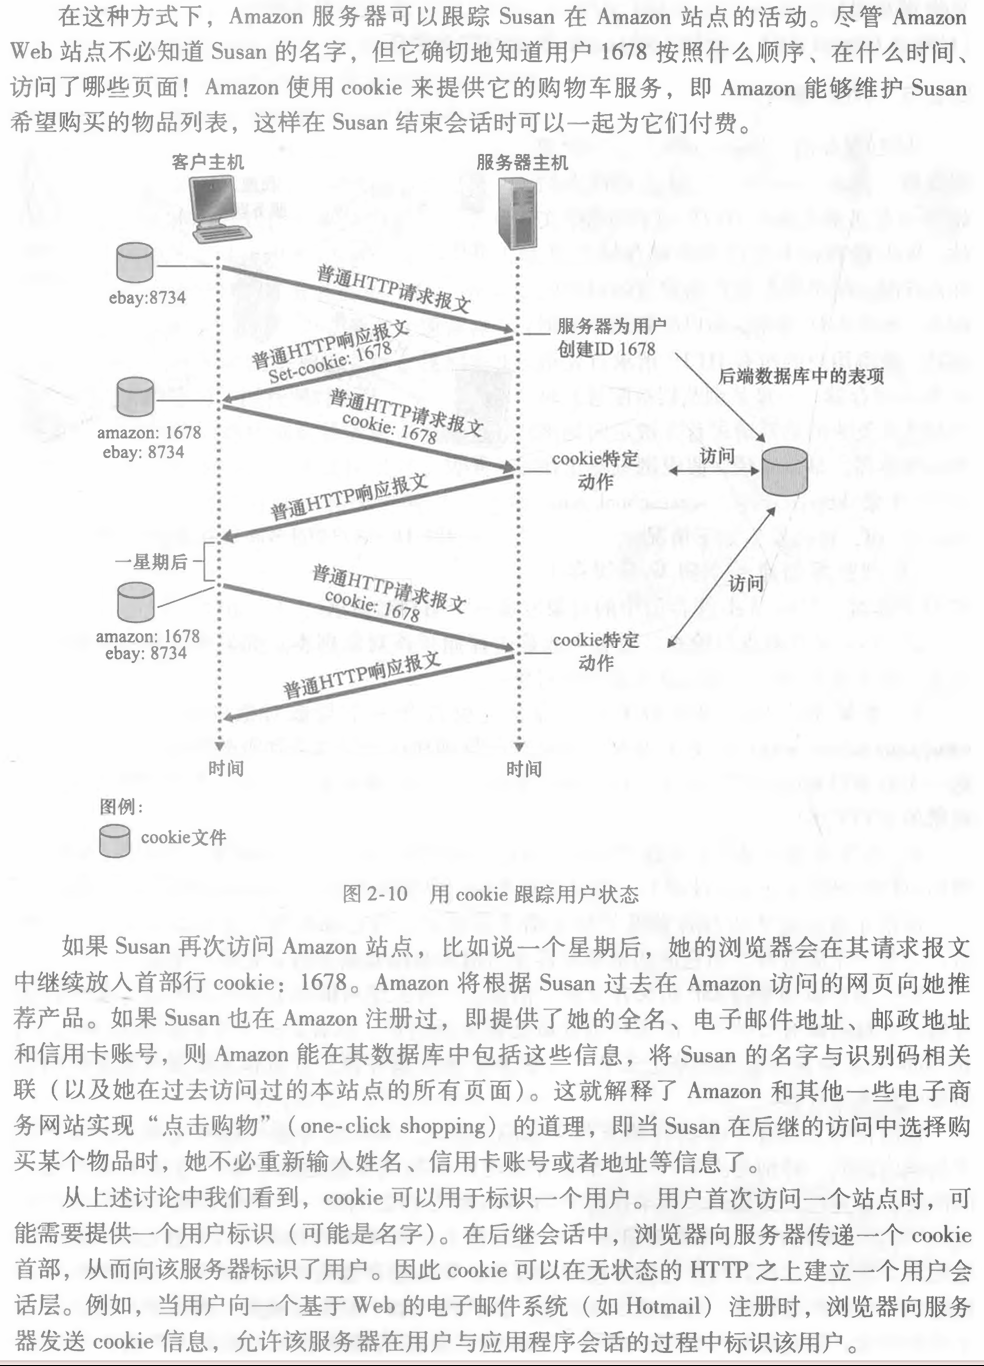 在这种方式下，Amazon 服务器可以跟踪 Susan 在 Amazon 站点的活动。尽管 Amazon
Web 站点不必知道 Susan 的名字，但它确切地知道用户 1678 按照什么顺序、在什么时间、
访问了哪些页面！Amazon 使用 cookie 来提供它的购物车服务，即 Amazon 能够维护 Susan
希望购买的物品列表，这样在 Susan 结束会话时可以一起为它们付费。
客户主机
服务器主机
ebay:8734
普通HTTP请求报文
服务器为用户
创建ID 1678
普通HTTP响应报文
Set-cookie: 1678
后端数据库中的表项
amazon: 1678
ebay: 8734
普通HTTP请求报文
cookie: 1678
cookie特定
动作
访问
普通HTTP响应报文
一星期后
访问
amazon: 1678
ebay: 8734
普通HTTP请求报文
cookie: 1678
cookie特定
动作
普通HTTP响应报文
时间
时间
图例：
cookie文件
图 2-10 用 cookie 跟踪用户状态
如果 Susan 再次访问 Amazon 站点，比如说一个星期后，她的浏览器会在其请求报文
中继续放入首部行 cookie：1678。Amazon 将根据 Susan 过去在 Amazon 访问的网页向她推
荐产品。如果 Susan 也在 Amazon 注册过，即提供了她的全名、电子邮件地址、邮政地址
和信用卡账号，则 Amazon 能在其数据库中包括这些信息，将 Susan 的名字与识别码相关
联（以及她在过去访问过的本站点的所有页面）。这就解释了 Amazon 和其他一些电子商
务网站实现“点击购物”（one-click shopping）的道理，即当 Susan 在后继的访问中选择购
买某个物品时，她不必重新输入姓名、信用卡账号或者地址等信息了。
从上述讨论中我们看到，cookie 可以用于标识一个用户。用户首次访问一个站点时，可
能需要提供一个用户标识（可能是名字）。在后继会话中，浏览器向服务器传递一个 cookie
首部，从而向该服务器标识了用户。因此 cookie 可以在无状态的 HTTP 之上建立一个用户会
话层。例如，当用户向一个基于 Web 的电子邮件系统（如 Hotmail）注册时，浏览器向服务
器发送 cookie 信息，允许该服务器在用户与应用程序会话的过程中标识该用户。